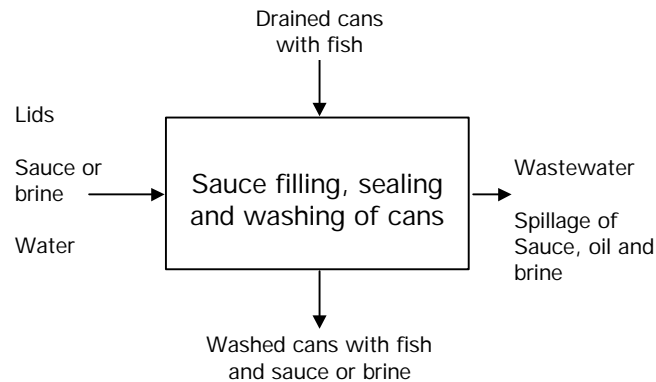 Drained cans
with fish
Lids
Sauce or
brine
Water
Sauce filling, sealing
and washing of cans
Wastewater
Spillage of
Sauce, oil and
brine
Washed cans with fish
and sauce or brine